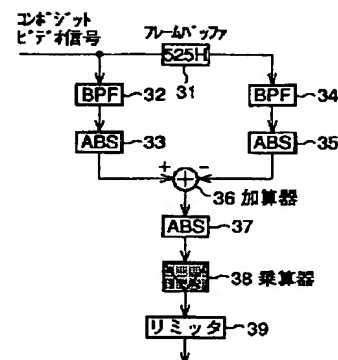 コンポジット
ビデオ信号
フレームバッファ
525H
31
BPF 32
BPF 34
ABS 33
ABS 35
+ −
36 加算器
ABS 37
38 乗算器
リミッタ 39